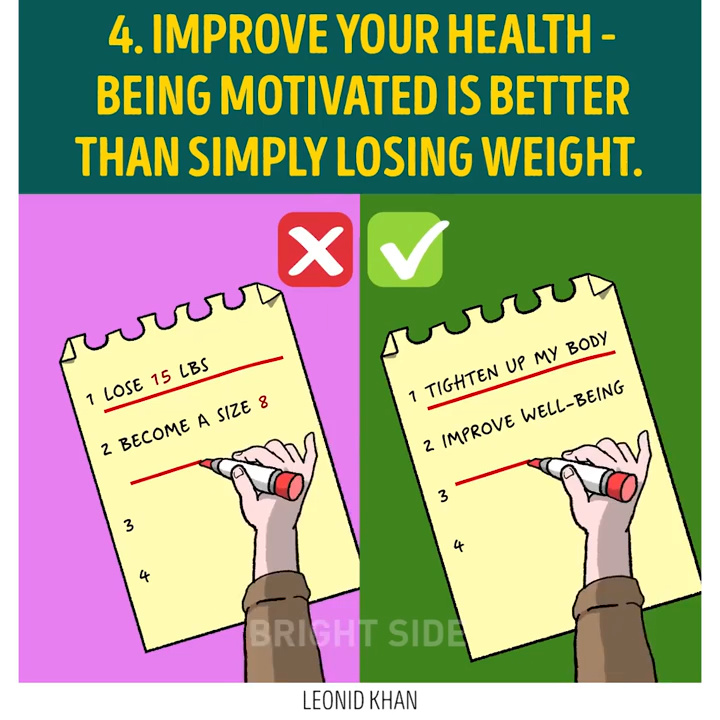 4. IMPROVE YOUR HEALTH -
BEING MOTIVATED IS BETTER
THAN SIMPLY LOSING WEIGHT.
1 LOSE 15 LBS
2 BECOME A SIZE 8
3
4
1 TIGHTEN UP MY BODY
2 IMPROVE WELL-BEING
3
4
BRIGHT SIDE
LEONID KHAN